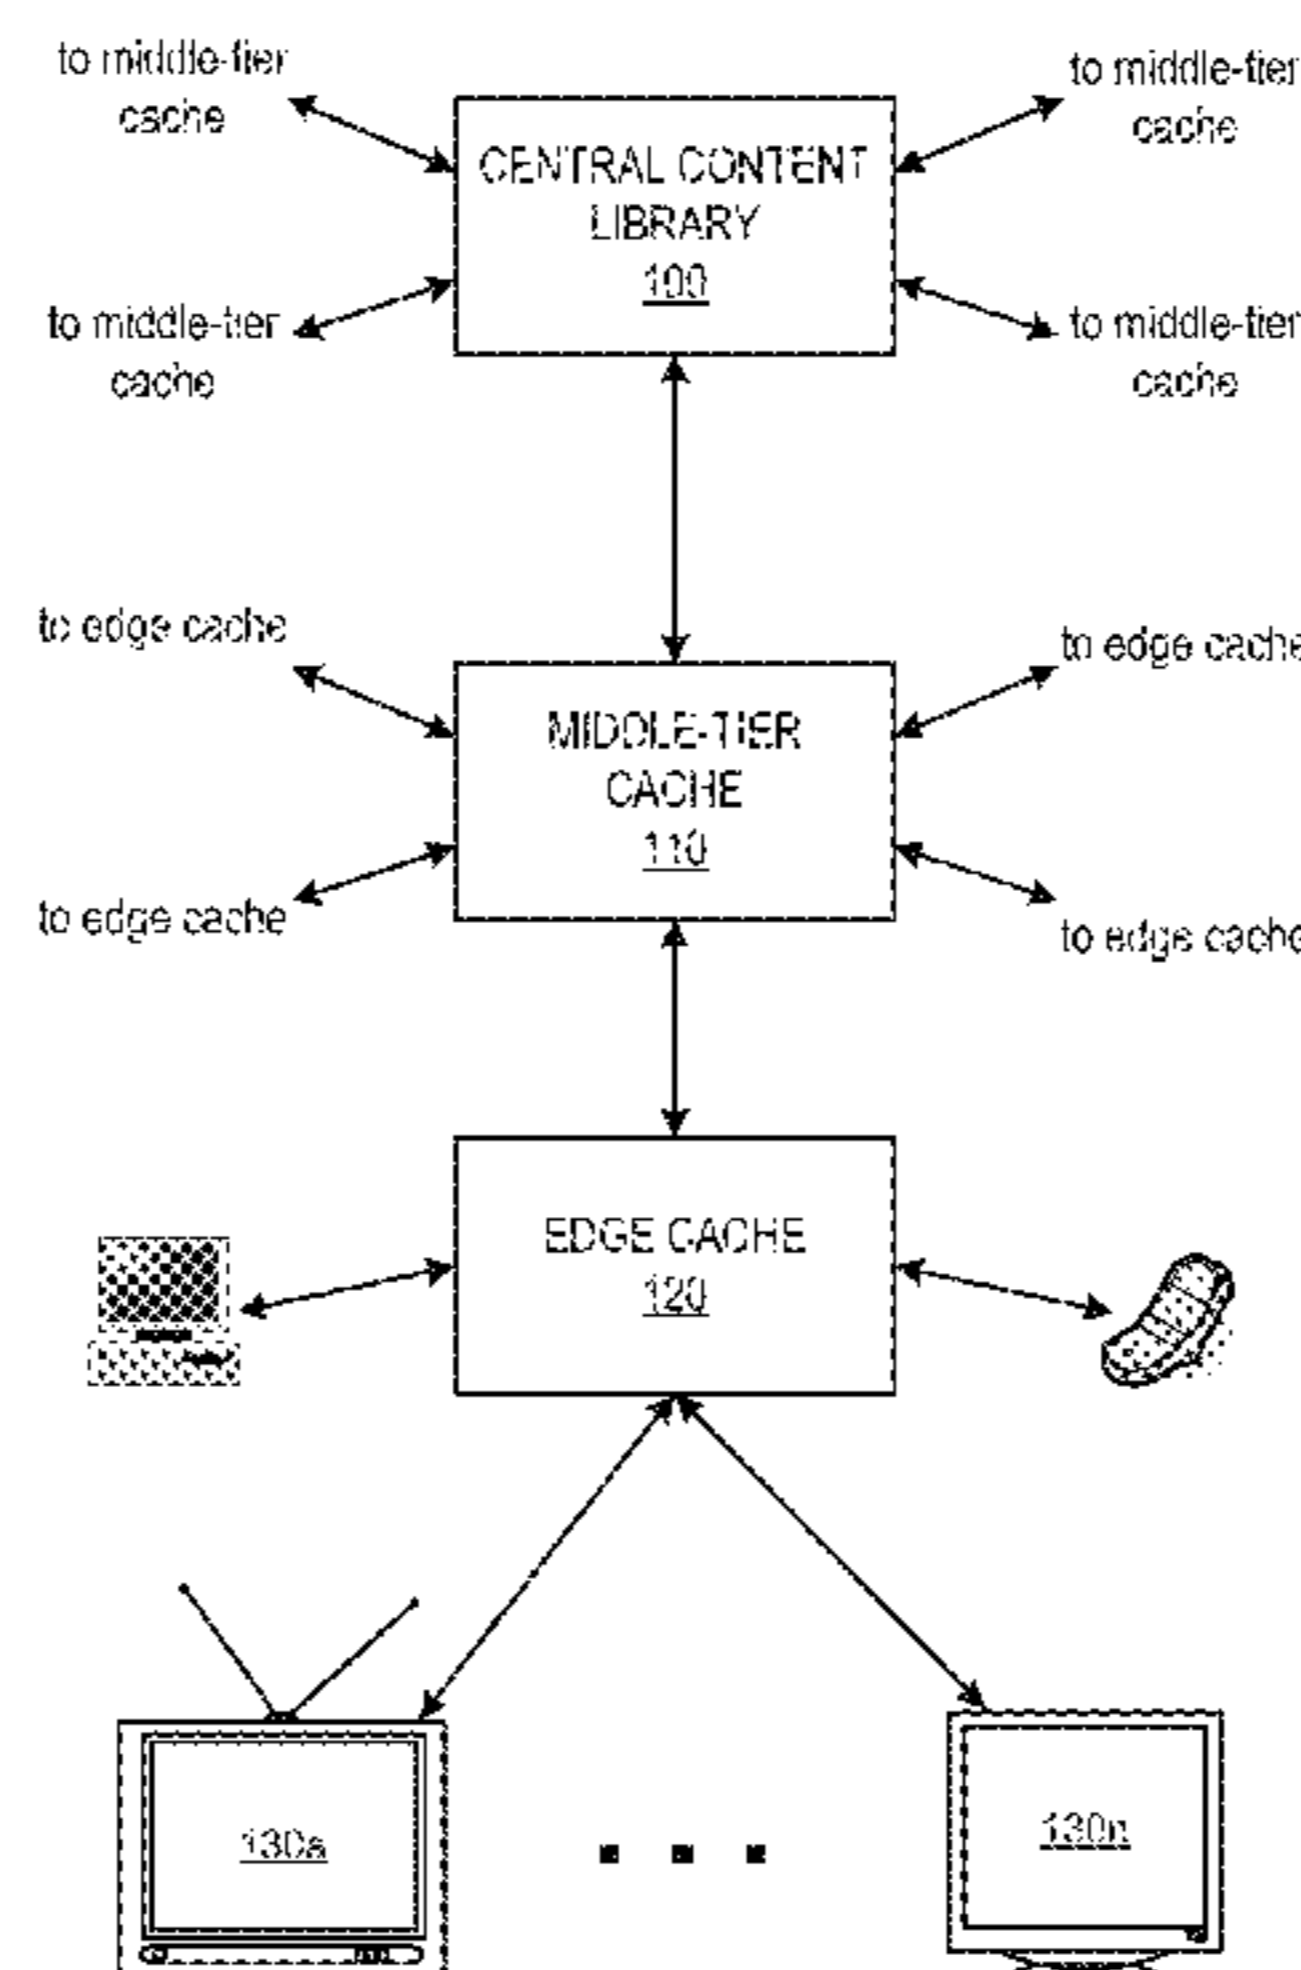 to middle-tier
cache
to middle-tier
cache
CENTRAL CONTENT
LIBRARY
100
to middle-tier
cache
to middle-tier
cache
to edge cache
to edge cache
MIDDLE-TIER
CACHE
110
to edge cache
to edge cache
EDGE CACHE
120
130a
130n